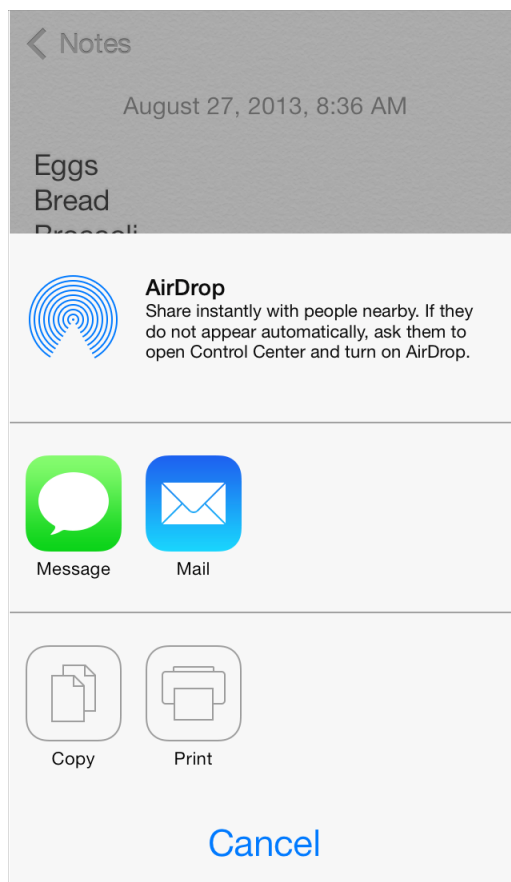 Notes
August 27, 2013, 8:36 AM
Eggs
Bread
Broccoli
AirDrop
Share instantly with people nearby. If they
do not appear automatically, ask them to
open Control Center and turn on AirDrop.
Message Mail
Copy Print
Cancel